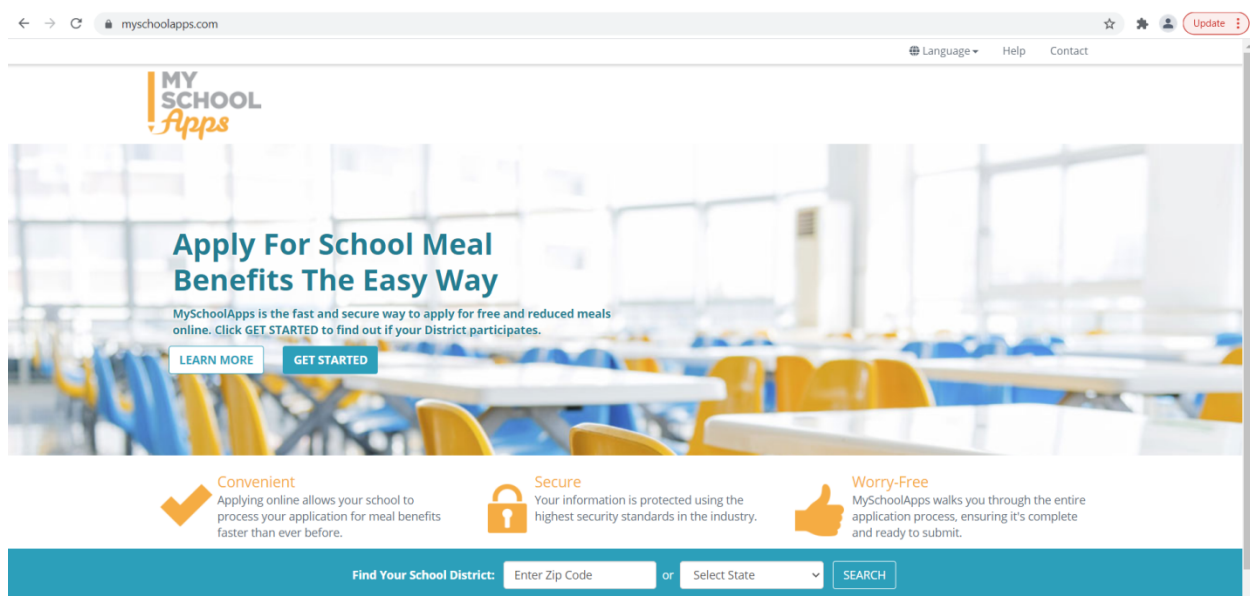 myschoolapps.com
Update
Language
Help
Contact
MY
SCHOOL
Apps
Apply For School Meal
Benefits The Easy Way
MySchoolApps is the fast and secure way to apply for free and reduced meals
online. Click GET STARTED to find out if your District participates.
LEARN MORE
GET STARTED
Convenient
Applying online allows your school to
process your application for meal benefits
faster than ever before.
Secure
Your information is protected using the
highest security standards in the industry.
Worry-Free
MySchoolApps walks you through the entire
application process, ensuring it's complete
and ready to submit.
Find Your School District: Enter Zip Code or Select State SEARCH